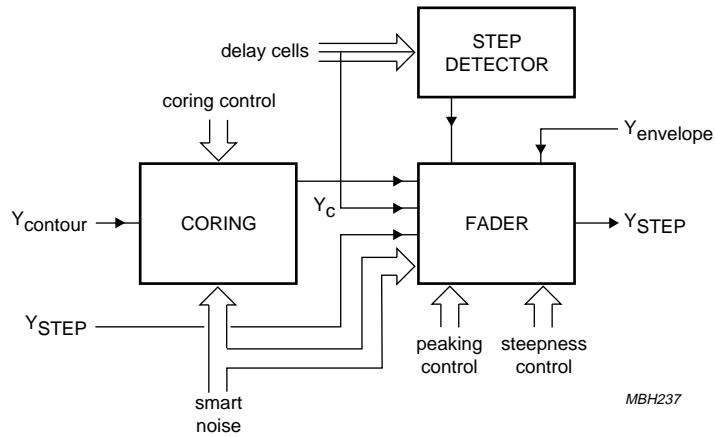 delay cells
STEP
DETECTOR
coring control
Yenvelope
Ycontour
CORING
YC
FADER
YSTEP
YSTEP
peaking
control
steepness
control
smart
noise
MBH237